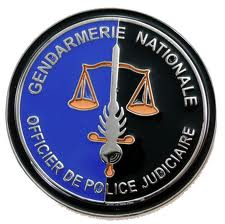 GENDARMERIE NATIONALE
OFFICIER DE POLICE JUDICIAIRE